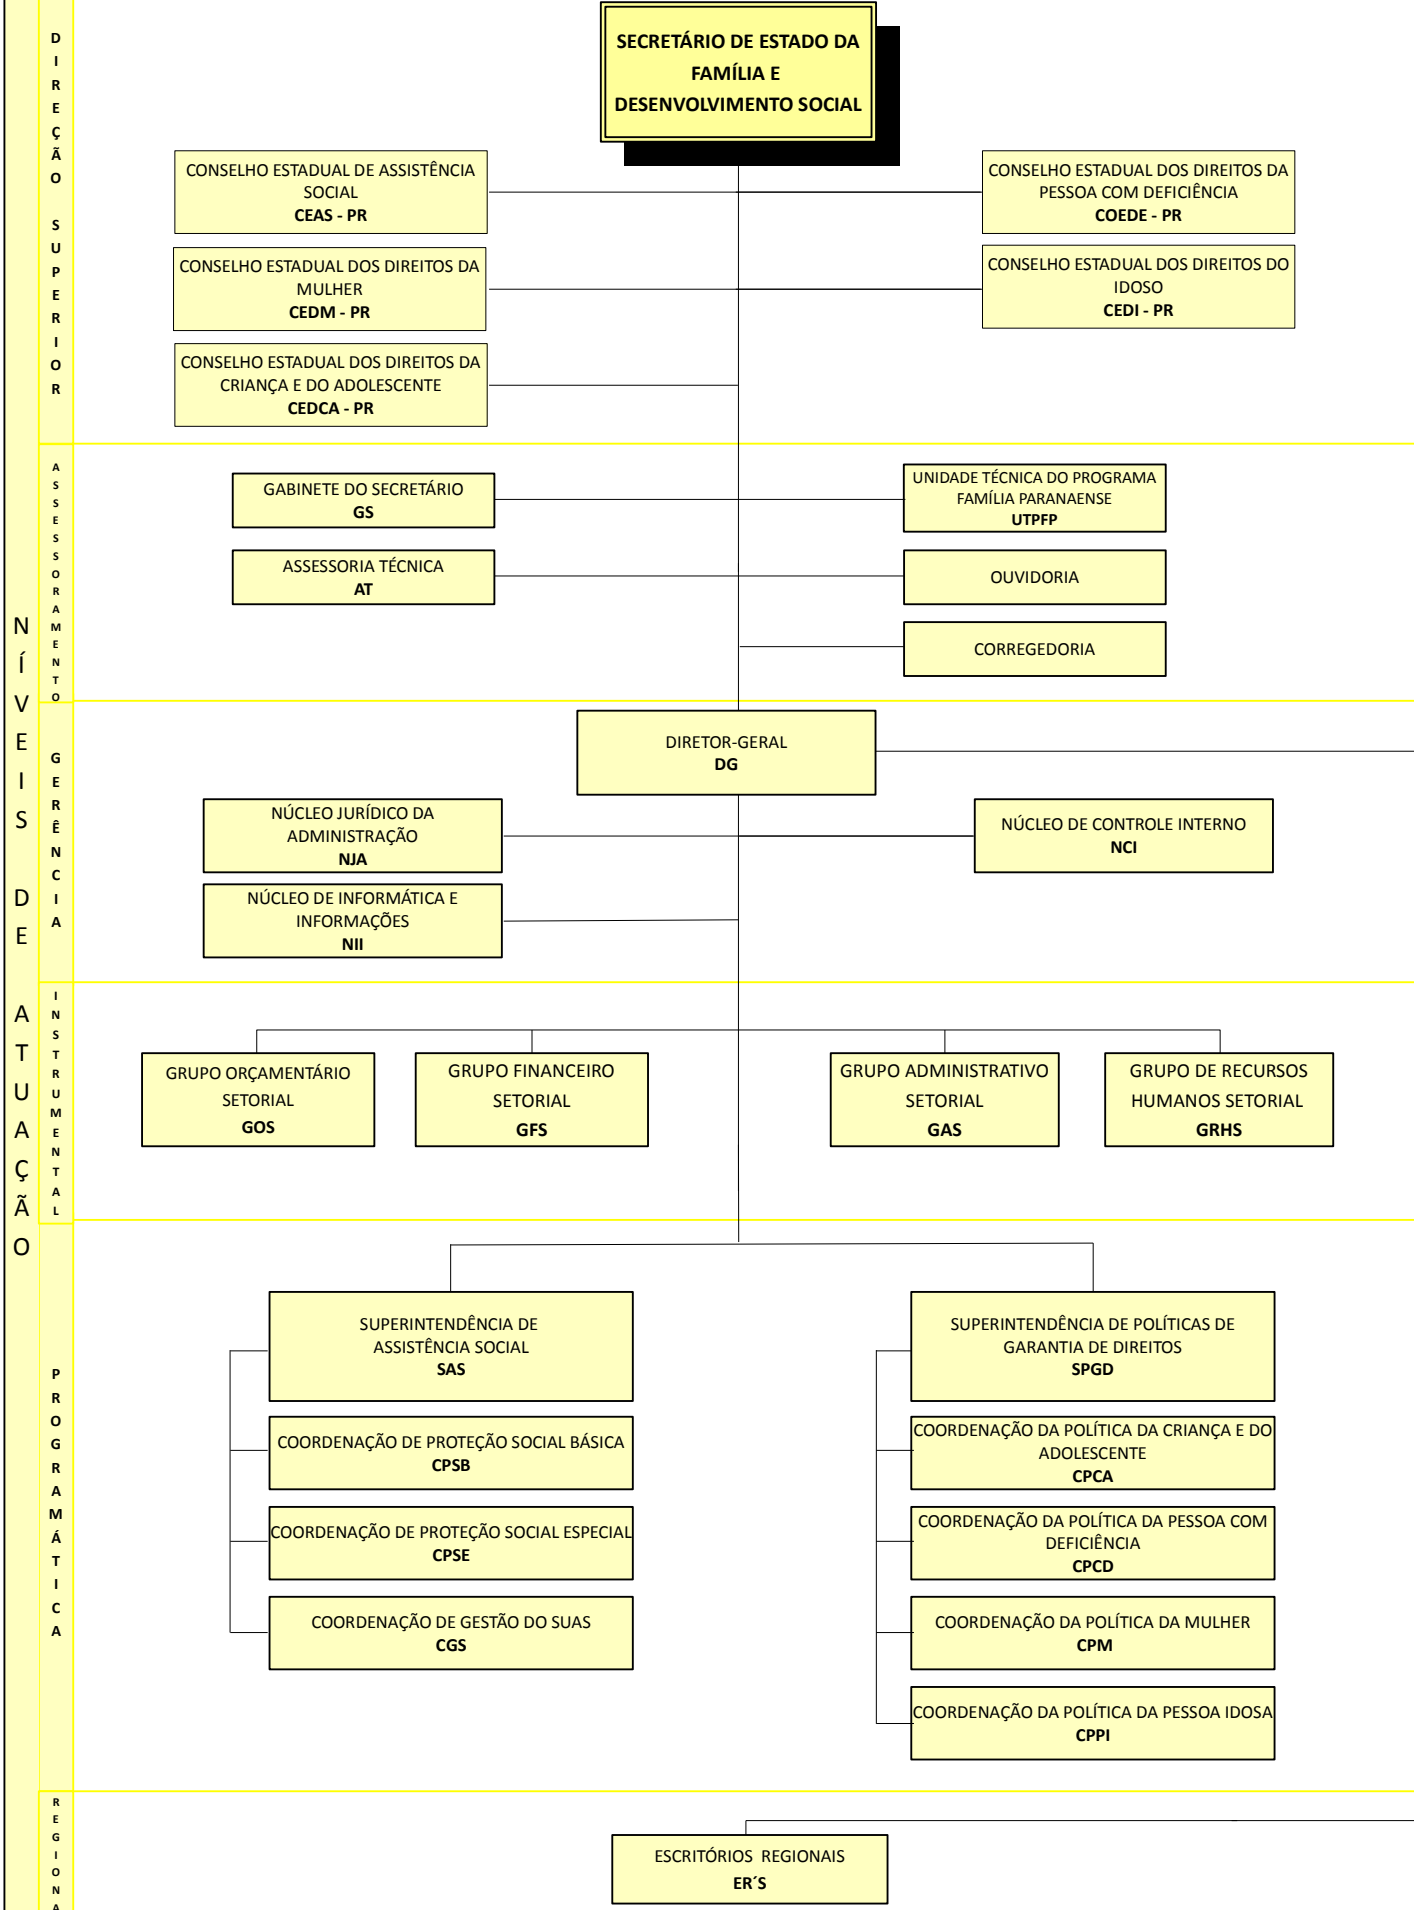 NÍVEIS DE ATUAÇÃO
DIREÇÃO SUPERIOR
SECRETÁRIO DE ESTADO DA
FAMÍLIA E
DESENVOLVIMENTO SOCIAL
CONSELHO ESTADUAL DE ASSISTÊNCIA
SOCIAL
CEAS - PR
CONSELHO ESTADUAL DOS DIREITOS DA
PESSOA COM DEFICIÊNCIA
COEDE - PR
CONSELHO ESTADUAL DOS DIREITOS DA
MULHER
CEDM - PR
CONSELHO ESTADUAL DOS DIREITOS DO
IDOSO
CEDI - PR
CONSELHO ESTADUAL DOS DIREITOS DA
CRIANÇA E DO ADOLESCENTE
CEDCA - PR
ASSESSORAMENTO
GABINETE DO SECRETÁRIO
GS
UNIDADE TÉCNICA DO PROGRAMA
FAMÍLIA PARANAENSE
UTPFP
ASSESSORIA TÉCNICA
AT
OUVIDORIA
CORREGEDORIA
GERÊNCIA
DIRETOR-GERAL
DG
NÚCLEO JURÍDICO DA
ADMINISTRAÇÃO
NJA
NÚCLEO DE CONTROLE INTERNO
NCI
NÚCLEO DE INFORMÁTICA E
INFORMAÇÕES
NII
INSTRUMENTAL
GRUPO ORÇAMENTÁRIO
SETORIAL
GOS
GRUPO FINANCEIRO
SETORIAL
GFS
GRUPO ADMINISTRATIVO
SETORIAL
GAS
GRUPO DE RECURSOS
HUMANOS SETORIAL
GRHS
PROGRAMÁTICA
SUPERINTENDÊNCIA DE
ASSISTÊNCIA SOCIAL
SAS
COORDENAÇÃO DE PROTEÇÃO SOCIAL BÁSICA
CPSB
COORDENAÇÃO DE PROTEÇÃO SOCIAL ESPECIAL
CPSE
COORDENAÇÃO DE GESTÃO DO SUAS
CGS
SUPERINTENDÊNCIA DE POLÍTICAS DE
GARANTIA DE DIREITOS
SPGD
COORDENAÇÃO DA POLÍTICA DA CRIANÇA E DO
ADOLESCENTE
CPCA
COORDENAÇÃO DA POLÍTICA DA PESSOA COM
DEFICIÊNCIA
CPCD
COORDENAÇÃO DA POLÍTICA DA MULHER
CPM
COORDENAÇÃO DA POLÍTICA DA PESSOA IDOSA
CPPI
REGIONA
ESCRITÓRIOS REGIONAIS
ER´S